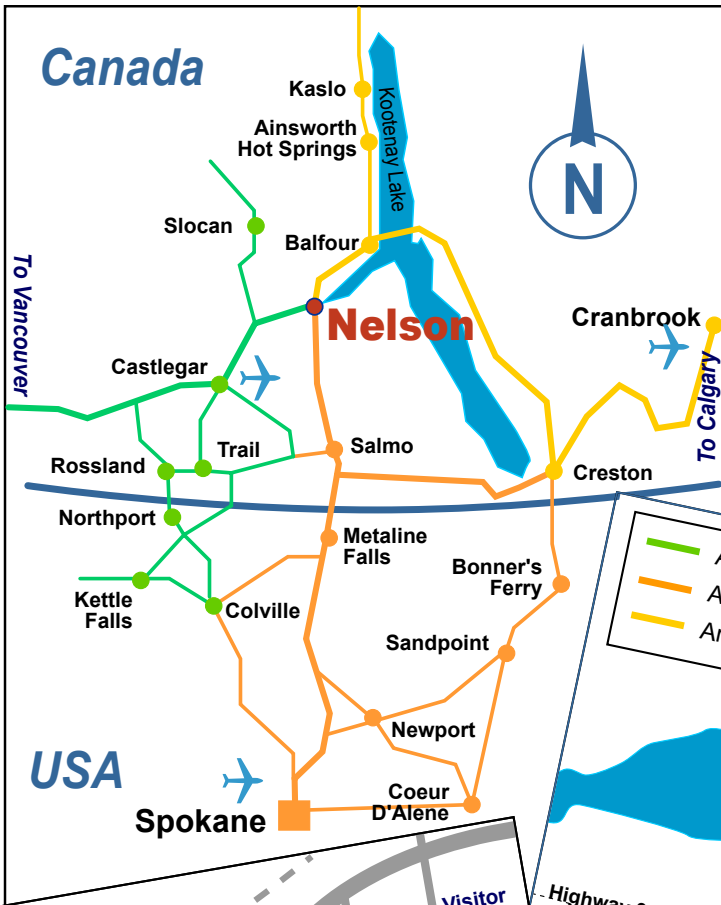 Canada
Kaslo
Ainsworth
Hot Springs
Kootenay Lake
N
Slocan
Balfour
To Vancouver
Nelson
Cranbrook
To Calgary
Castlegar
Trail
Salmo
Rossland
Creston
Northport
Metaline
Falls
Bonner's
Ferry
Kettle
Falls
Colville
Sandpoint
Newport
USA
Coeur
D'Alene
Spokane
Visitor
Highway